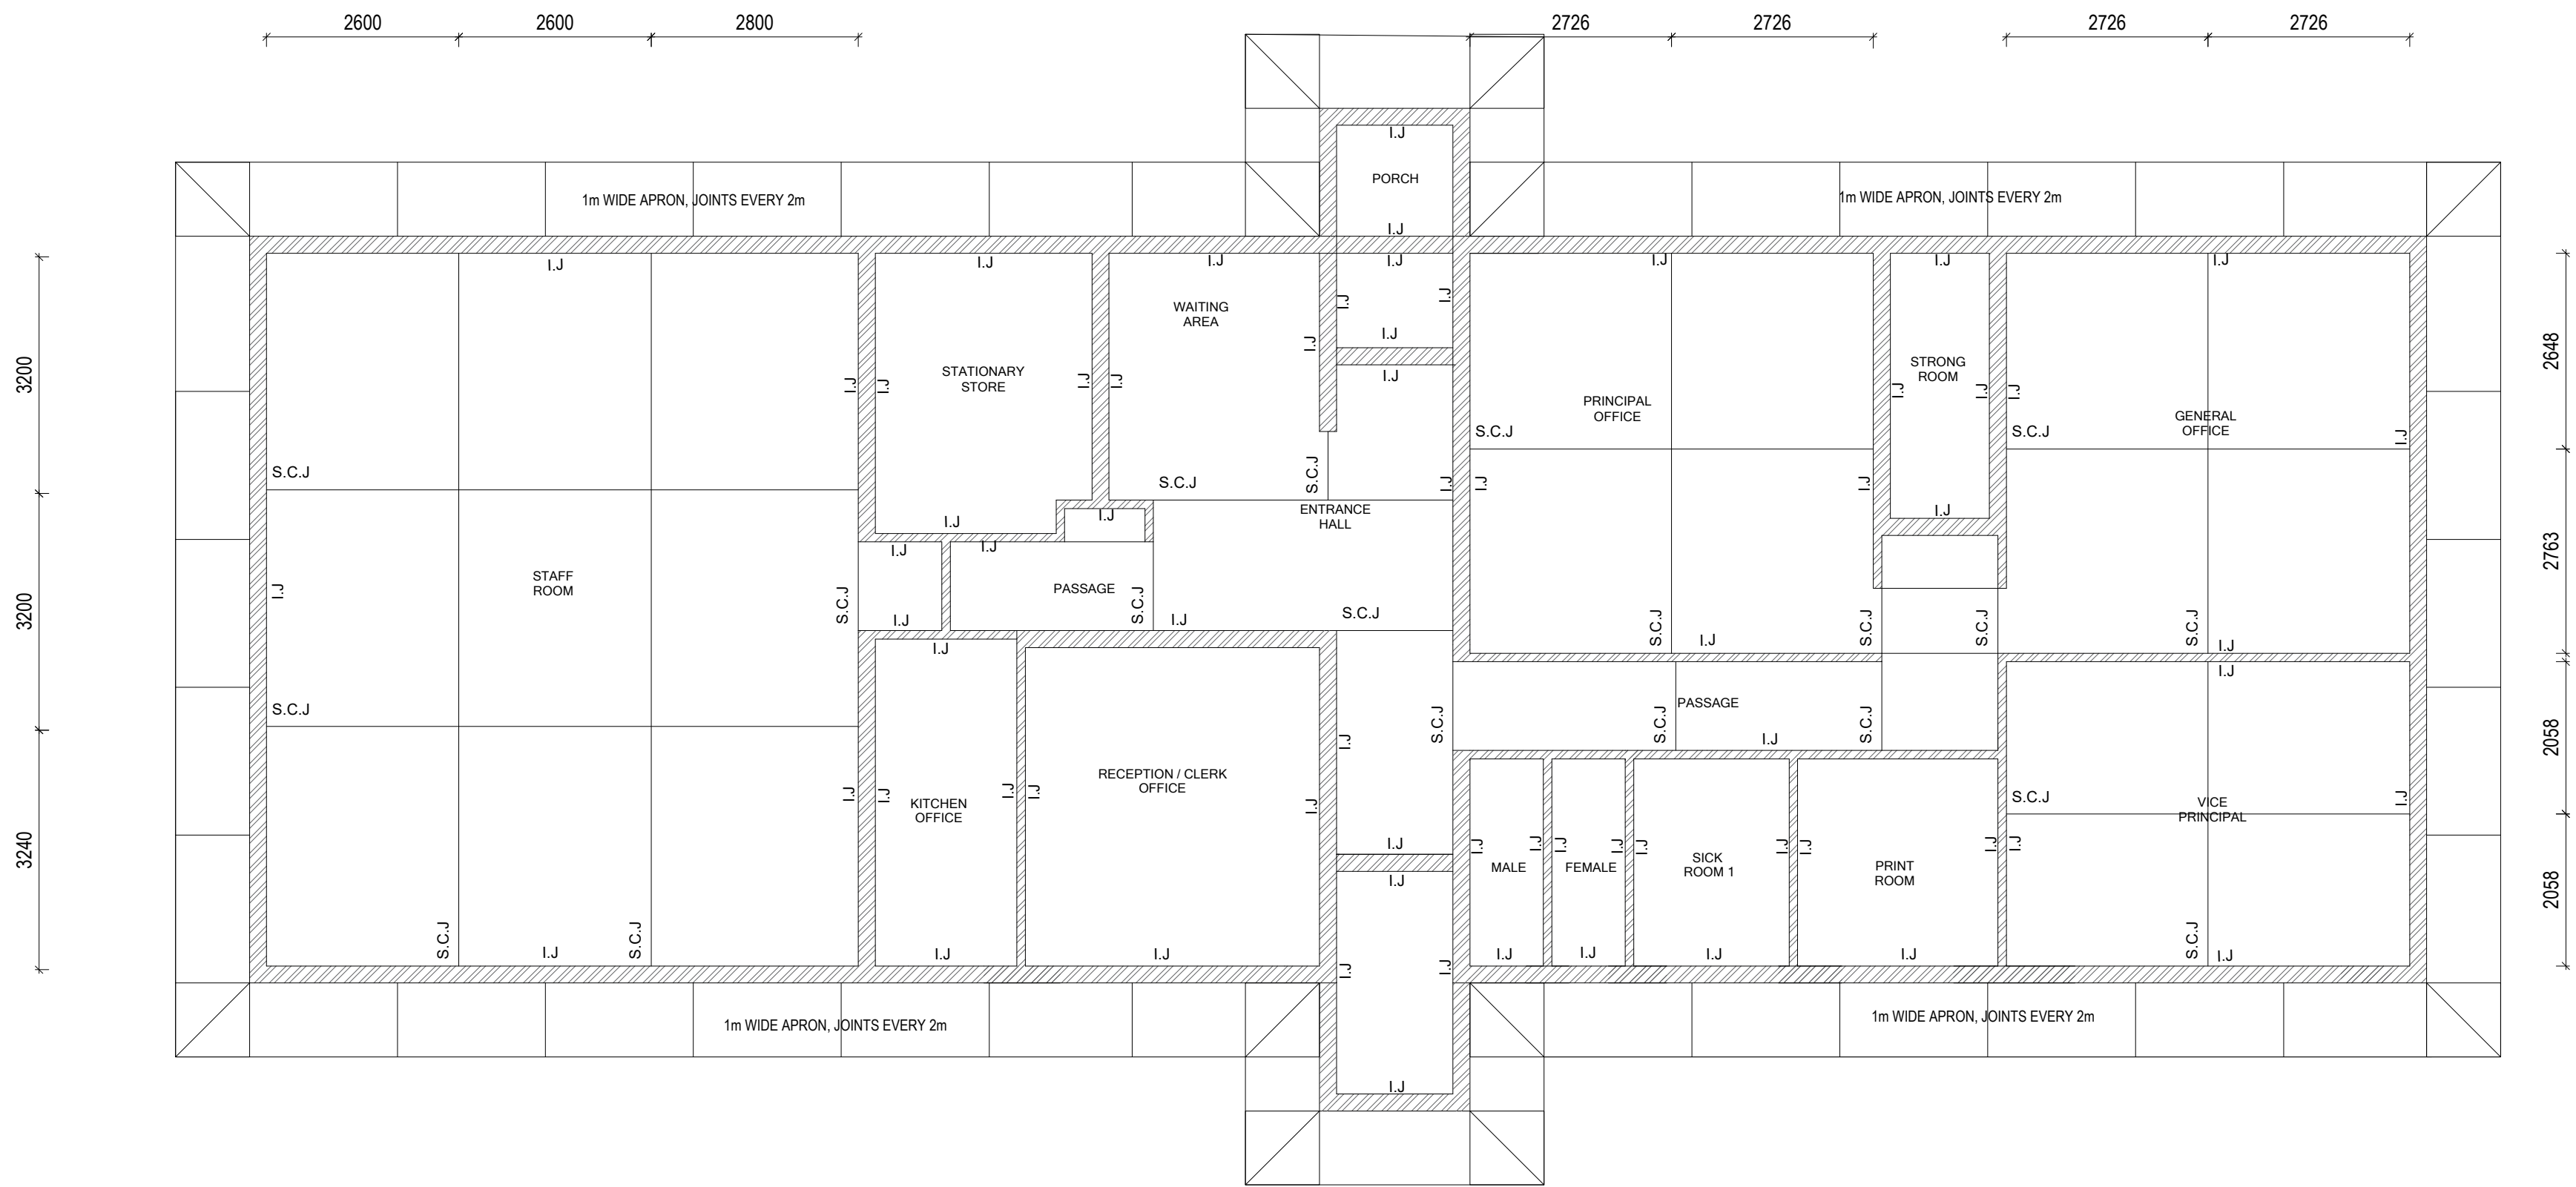 2600
2600
2800
2726
2726
2726
2726
I.J
PORCH
1m WIDE APRON, JOINTS EVERY 2m
1m WIDE APRON, JOINTS EVERY 2m
I.J
I.J
I.J
I.J
I.J
I.J
I.J
I.J
WAITING
AREA
I.J
I.J
I.J
I.J
I.J
3200
2648
STATIONARY
STORE
STRONG
ROOM
I.J
I.J
I.J
I.J
I.J
I.J
I.J
I.J
PRINCIPAL
OFFICE
GENERAL
OFFICE
S.C.J
S.C.J
I.J
S.C.J
S.C.J
S.C.J
I.J
I.J
I.J
ENTRANCE
HALL
I.J
I.J
I.J
I.J
I.J
2763
STAFF
ROOM
I.J
PASSAGE
S.C.J
S.C.J
3200
I.J
I.J
S.C.J
S.C.J
S.C.J
S.C.J
S.C.J
I.J
I.J
I.J
I.J
S.C.J
PASSAGE
S.C.J
S.C.J
S.C.J
I.J
I.J
2058
RECEPTION / CLERK
OFFICE
KITCHEN
OFFICE
I.J
I.J
I.J
I.J
I.J
S.C.J
VICE
PRINCIPAL
I.J
3240
I.J
I.J
I.J
I.J
I.J
I.J
I.J
I.J
I.J
I.J
MALE
FEMALE
SICK
ROOM 1
PRINT
ROOM
I.J
2058
S.C.J
I.J
S.C.J
I.J
I.J
I.J
I.J
I.J
I.J
I.J
I.J
S.C.J
I.J
1m WIDE APRON, JOINTS EVERY 2m
1m WIDE APRON, JOINTS EVERY 2m
I.J